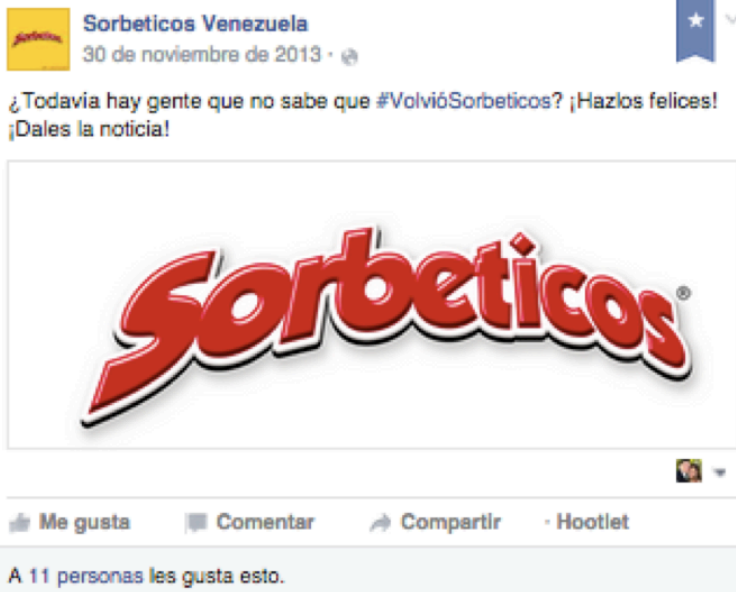 Sorbeticos Venezuela
30 de noviembre de 2013 ·
¿Todavia hay gente que no sabe que #VolvióSorbeticos? ¡Hazlos felices!
¡Dales la noticia!
Sorbeticos®
Me gusta Comentar Compartir · Hootlet
A 11 personas les gusta esto.